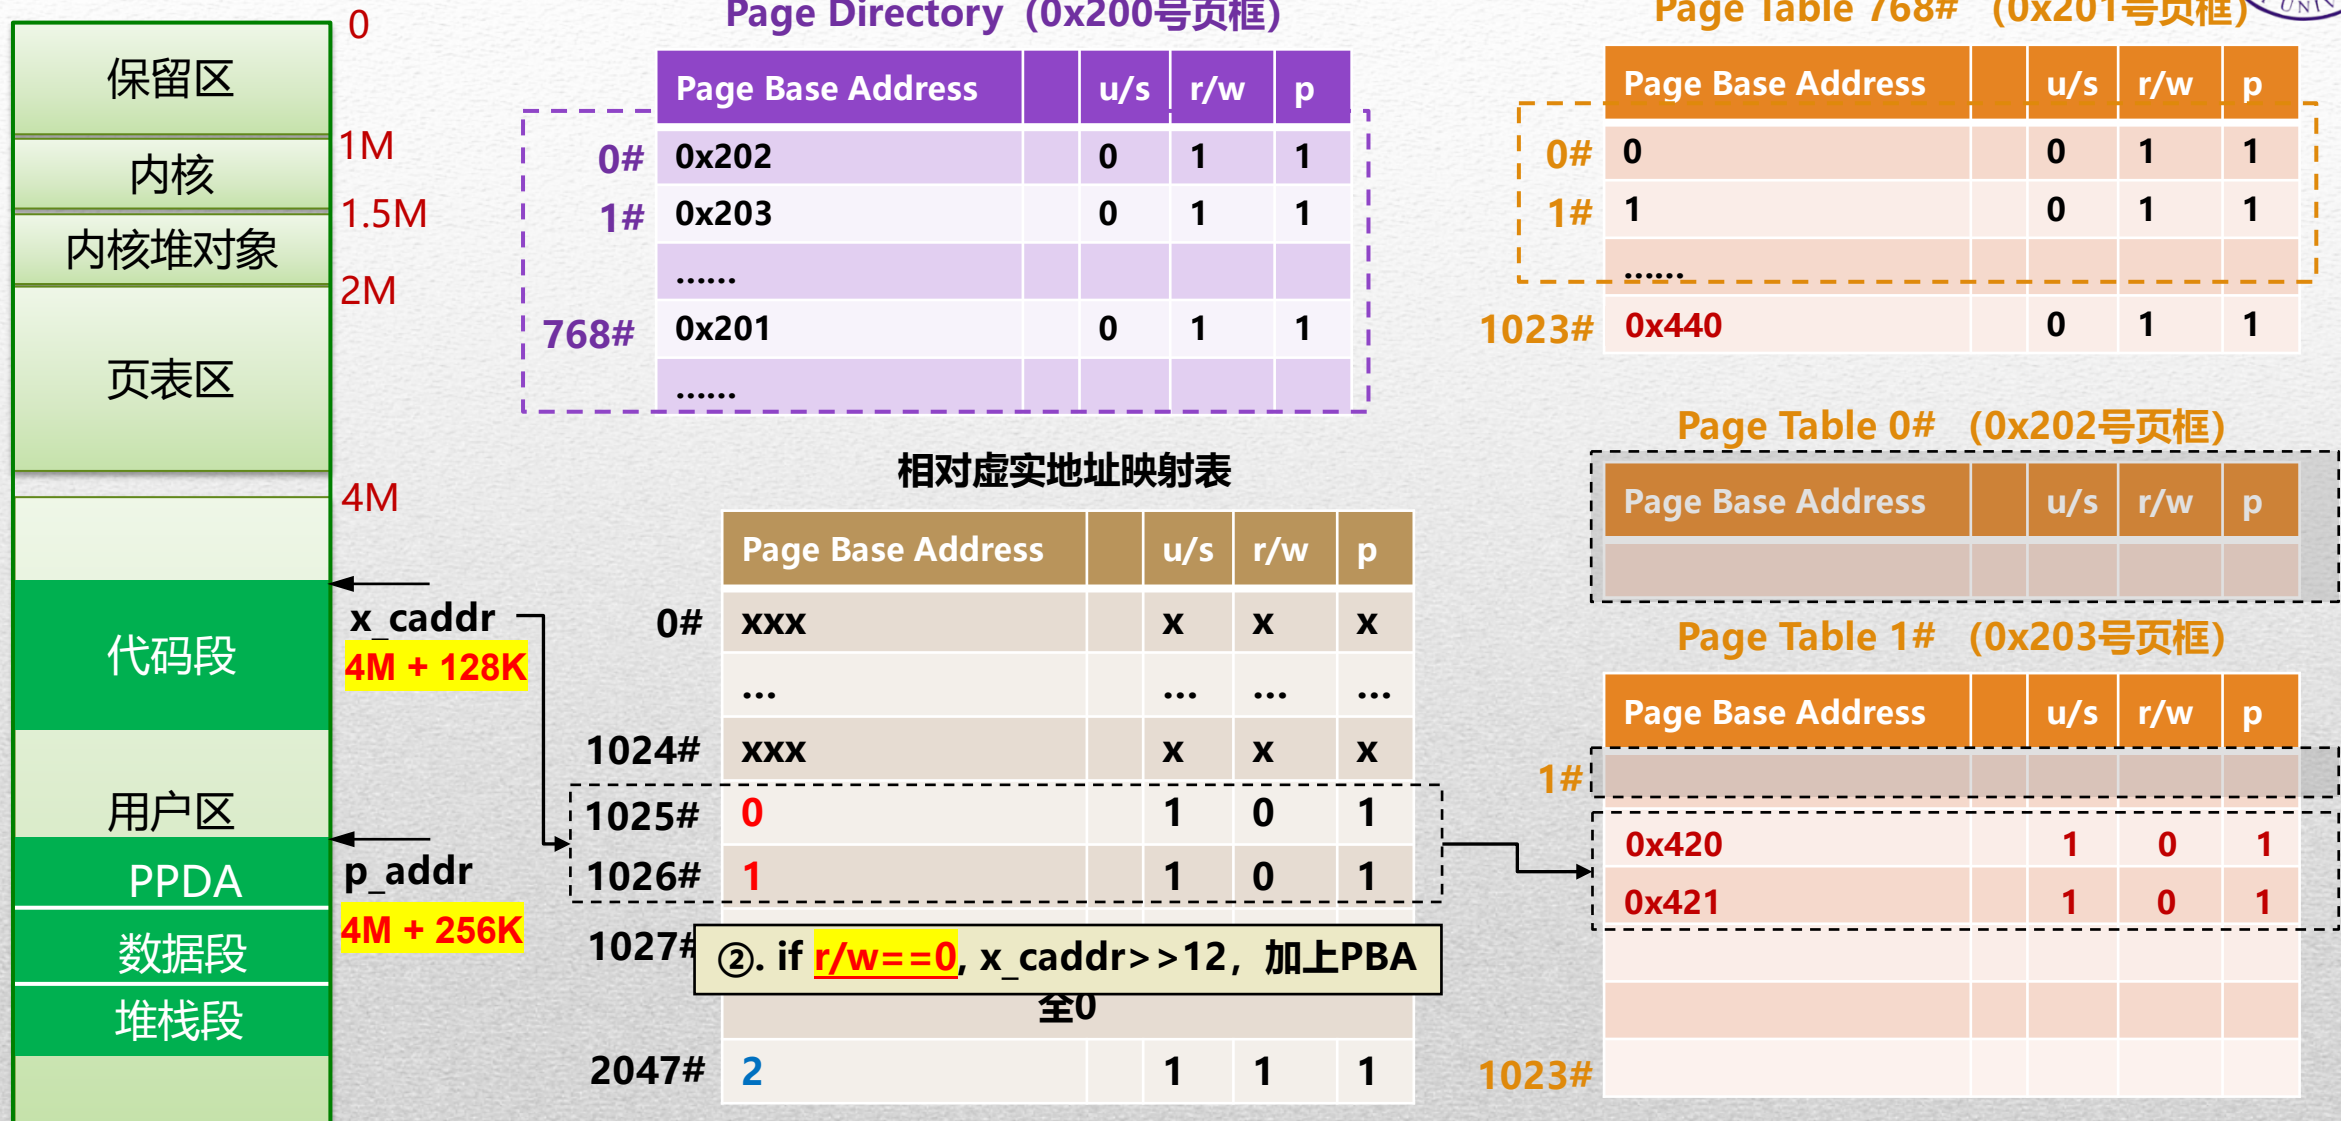 0
保留区
1M
内核
1.5M
内核堆对象
2M
页表区
4M
x_caddr
4M + 128K
代码段
用户区
p_addr
4M + 256K
PPDA
数据段
堆栈段
Page Directory (0x200号页框)
Page Base Address u/s r/w p
0# 0x202 0 1 1
1# 0x203 0 1 1
......
768# 0x201 0 1 1
......
相对虚实地址映射表
Page Base Address u/s r/w p
0# xxx x x x
... ... ... ...
1024# xxx x x x
1025# 0 1 0 1
1026# 1 1 0 1
1027#
②. if r/w==0, x_caddr>>12, 加上PBA
全0
2047# 2 1 1 1
Page Table 768# (0x201号页框)
Page Base Address u/s r/w p
0# 0 0 1 1
1# 1 0 1 1
......
1023# 0x440 0 1 1
Page Table 0# (0x202号页框)
Page Base Address u/s r/w p
Page Table 1# (0x203号页框)
Page Base Address u/s r/w p
1#
0x420 1 0 1
0x421 1 0 1
1023#